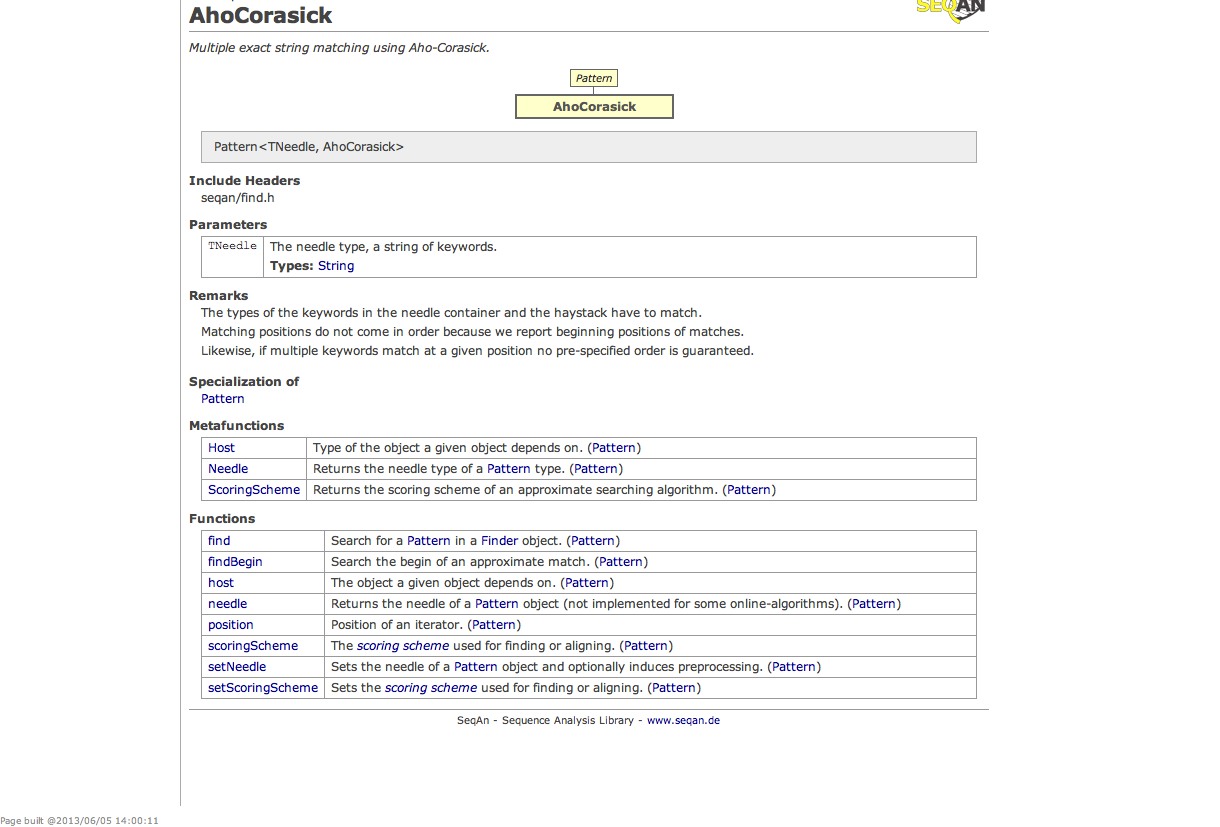 SEQAN
AhoCorasick
Multiple exact string matching using Aho-Corasick.
Pattern
AhoCorasick
Pattern<TNeedle, AhoCorasick>
Include Headers
seqan/find.h
Parameters
TNeedle The needle type, a string of keywords.
Types: String
Remarks
The types of the keywords in the needle container and the haystack have to match.
Matching positions do not come in order because we report beginning positions of matches.
Likewise, if multiple keywords match at a given position no pre-specified order is guaranteed.
Specialization of
Pattern
Metafunctions
Host Type of the object a given object depends on. (Pattern)
Needle Returns the needle type of a Pattern type. (Pattern)
ScoringScheme Returns the scoring scheme of an approximate searching algorithm. (Pattern)
Functions
find Search for a Pattern in a Finder object. (Pattern)
findBegin Search the begin of an approximate match. (Pattern)
host The object a given object depends on. (Pattern)
needle Returns the needle of a Pattern object (not implemented for some online-algorithms). (Pattern)
position Position of an iterator. (Pattern)
scoringScheme The scoring scheme used for finding or aligning. (Pattern)
setNeedle Sets the needle of a Pattern object and optionally induces preprocessing. (Pattern)
setScoringScheme Sets the scoring scheme used for finding or aligning. (Pattern)
SeqAn - Sequence Analysis Library - www.seqan.de
Page built @2013/06/05 14:00:11